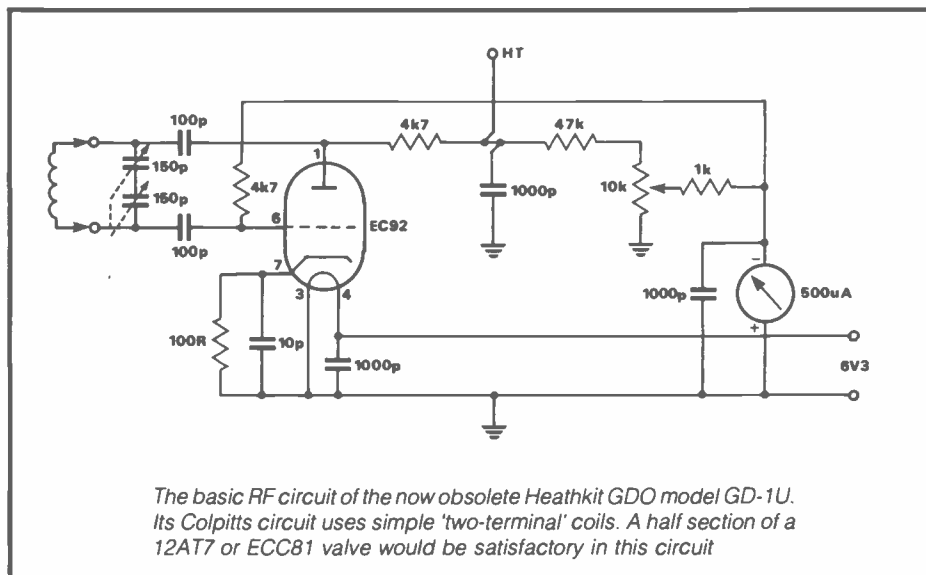 HT
100p
4k7
47k
1k
150p
1
10k
4k7
1000p
150p
6
EC92
100p
7
3
4
-
1000p
500uA
+
100R
10p
1000p
6V3
The basic RF circuit of the now obsolete Heathkit GDO model GD-1U.
Its Colpitts circuit uses simple 'two-terminal' coils. A half section of a
12AT7 or ECC81 valve would be satisfactory in this circuit